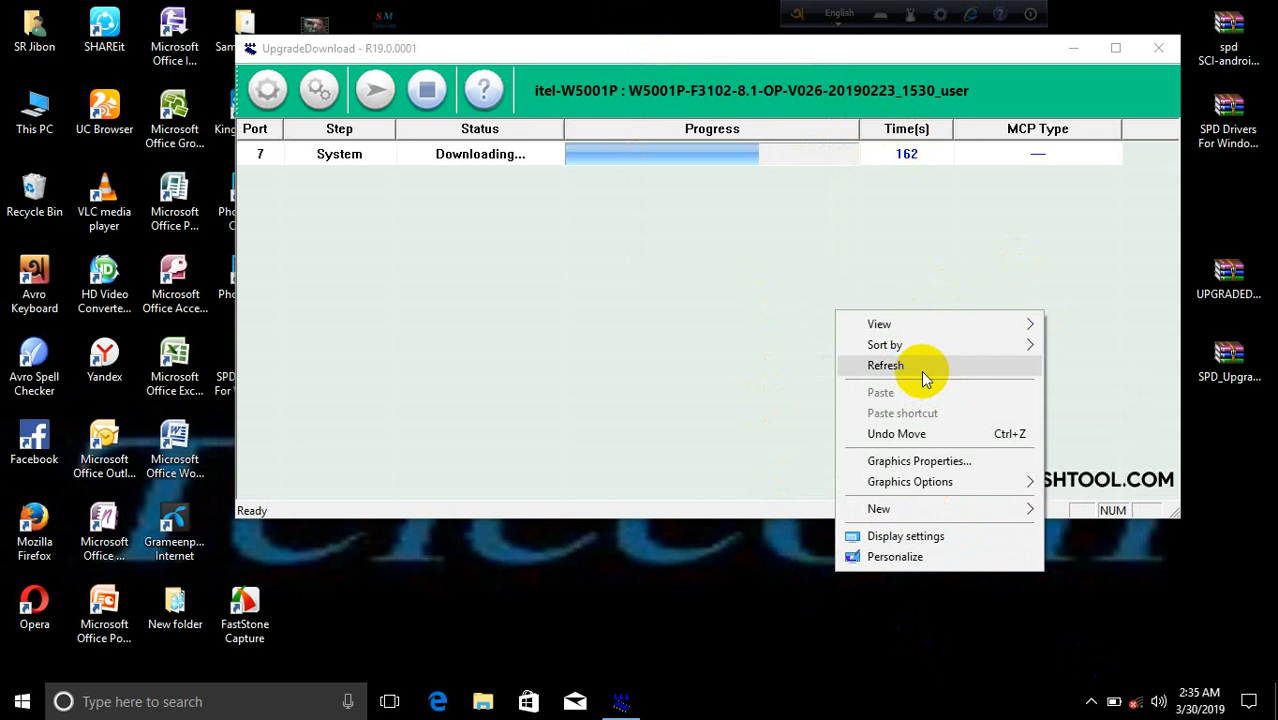 SR Jibon
SHAREit
Microsoft
Office I...
Sam
S.M
English
spd
SCI-androi...
UpgradeDownload - R19.0.0001
itel-W5001P : W5001P-F3102-8.1-OP-V026-20190223_1530_user
Port
Step
Status
Progress
Time(s)
MCP Type
7
System
Downloading...
162
—
This PC
UC Browser
Microsoft
Office Gro...
SPD Drivers
For Windo...
Recycle Bin
VLC media
player
Microsoft
Office P...
Pho
C
Avro
Keyboard
HD Video
Converte...
Microsoft
Office Acce...
Pho
UPGRADED...
View
Sort by
Refresh
Paste
Paste shortcut
Undo Move Ctrl+Z
Graphics Properties...
Graphics Options
New
Display settings
Personalize
Avro Spell
Checker
Yandex
Microsoft
Office Exc...
SPD
For W
SPD_Upgra...
Facebook
Microsoft
Office Outl...
Microsoft
Office Wo...
SHTOOL.COM
Ready
NUM
Mozilla
Firefox
Microsoft
Office ...
Grameenp...
Internet
Opera
Microsoft
Office Po...
New folder
FastStone
Capture
Type here to search
2:35 AM
3/30/2019